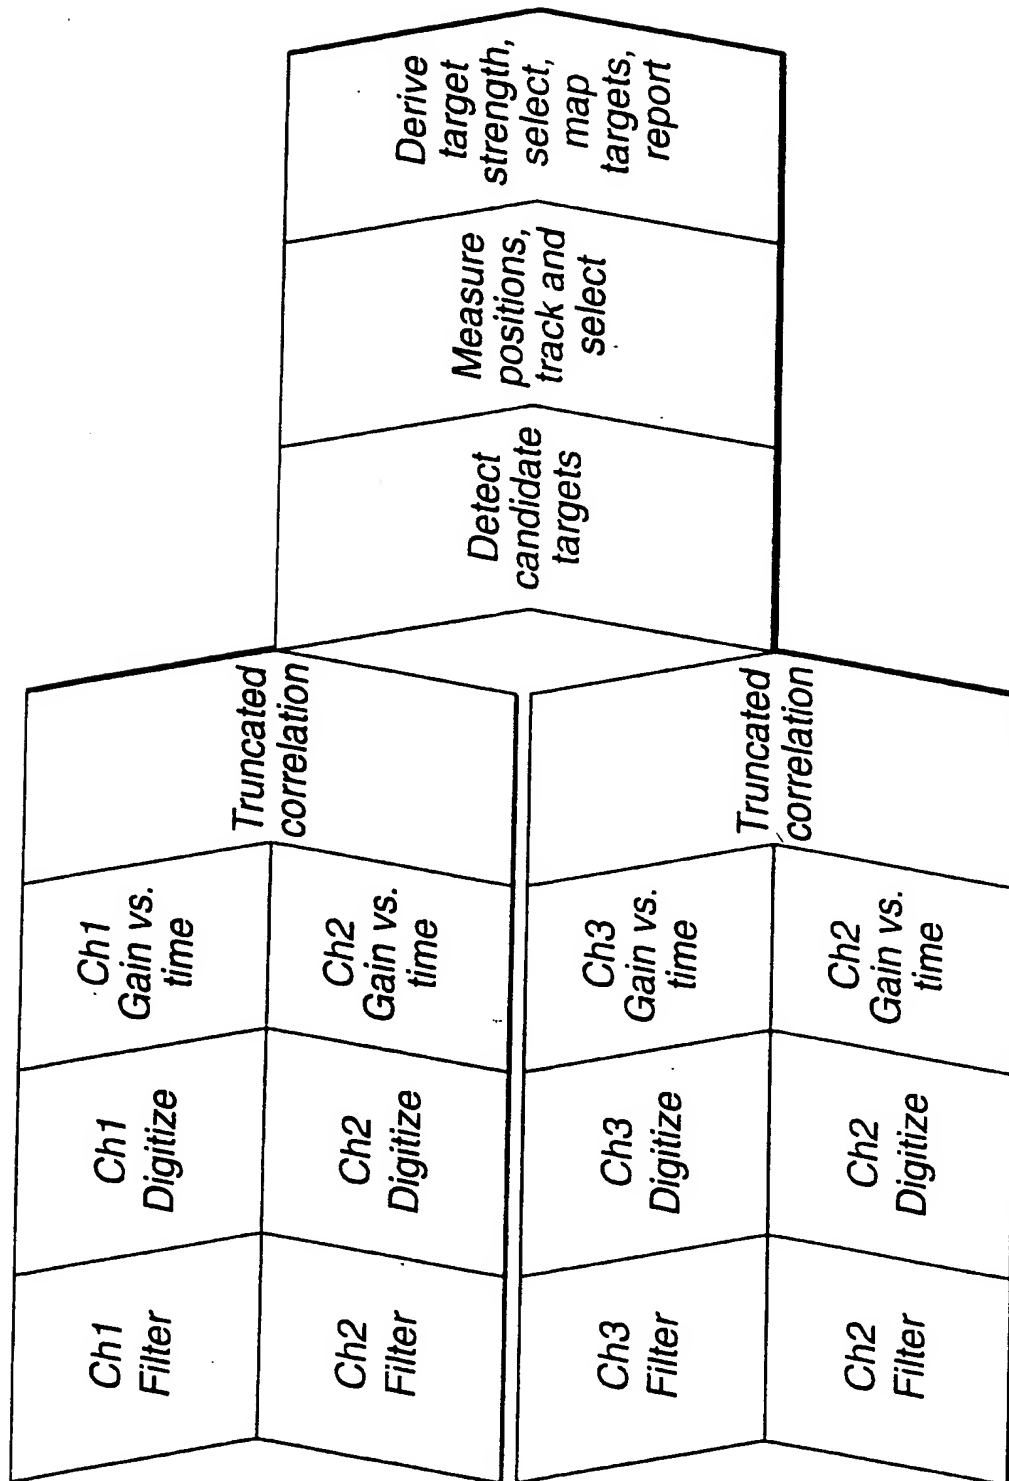 Ch1
Filter
Ch1
Digitize
Ch1
Gain vs.
time
Ch2
Filter
Ch2
Digitize
Ch2
Gain vs.
time
Truncated
correlation
Ch3
Filter
Ch3
Digitize
Ch3
Gain vs.
time
Ch2
Filter
Ch2
Digitize
Ch2
Gain vs.
time
Truncated
correlation
Detect
candidate
targets
Measure
positions,
track and
select
Derive
target
strength,
select,
map
targets,
report